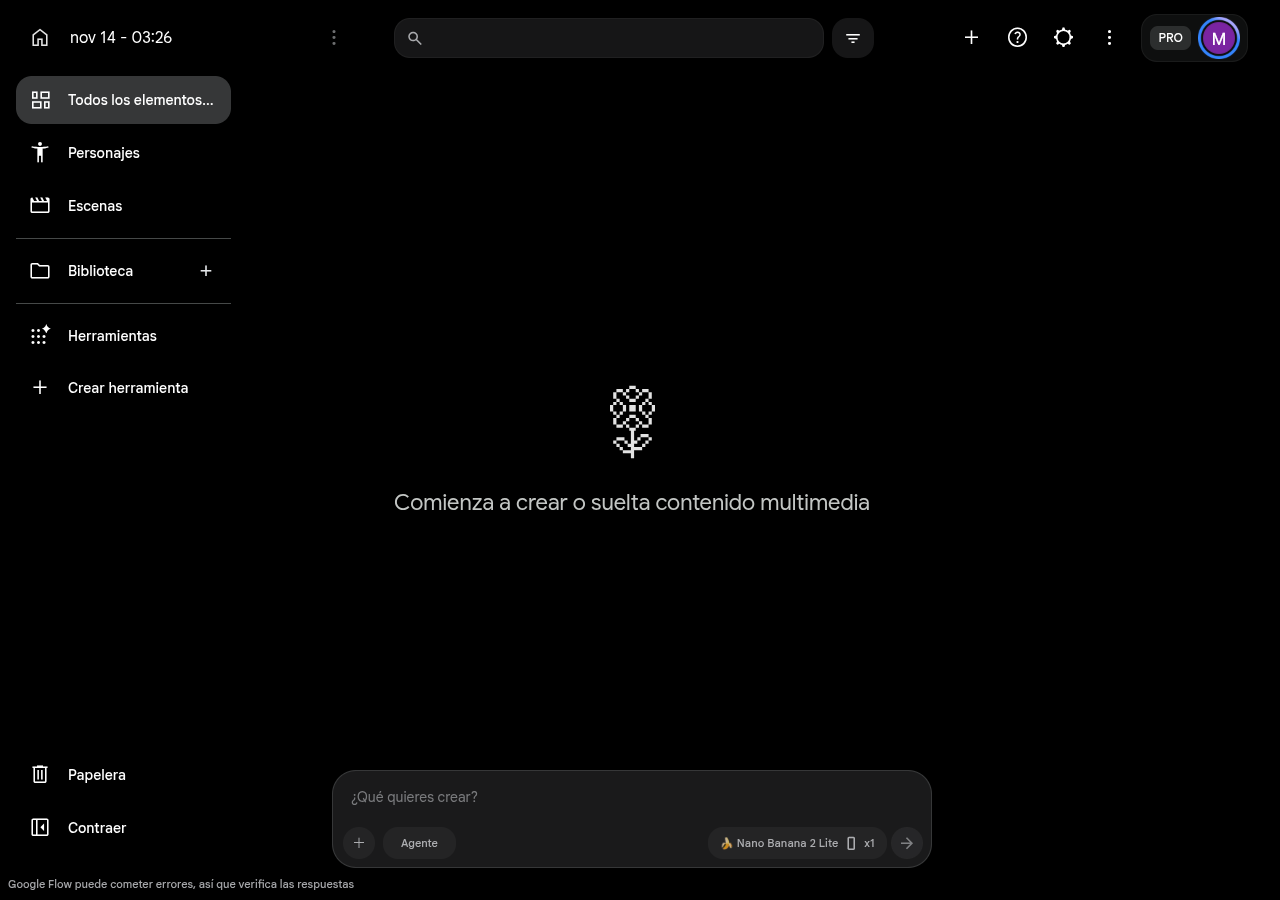 nov 14 - 03:26
PRO
M
Todos los elementos...
Personajes
Escenas
Biblioteca
Herramientas
Crear herramienta
Comienza a crear o suelta contenido multimedia
Papelera
Contraer
¿Qué quieres crear?
Agente
🍌 Nano Banana 2 Lite x1
Google Flow puede cometer errores, así que verifica las respuestas